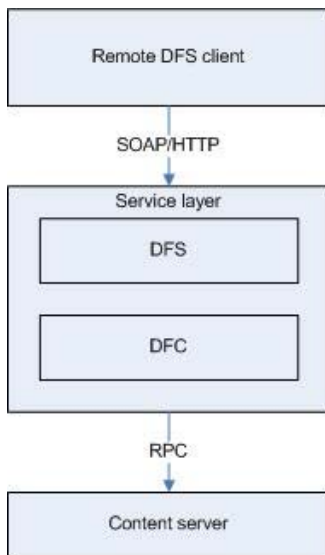 Remote DFS client
SOAP/HTTP
Service layer
DFS
DFC
RPC
Content server